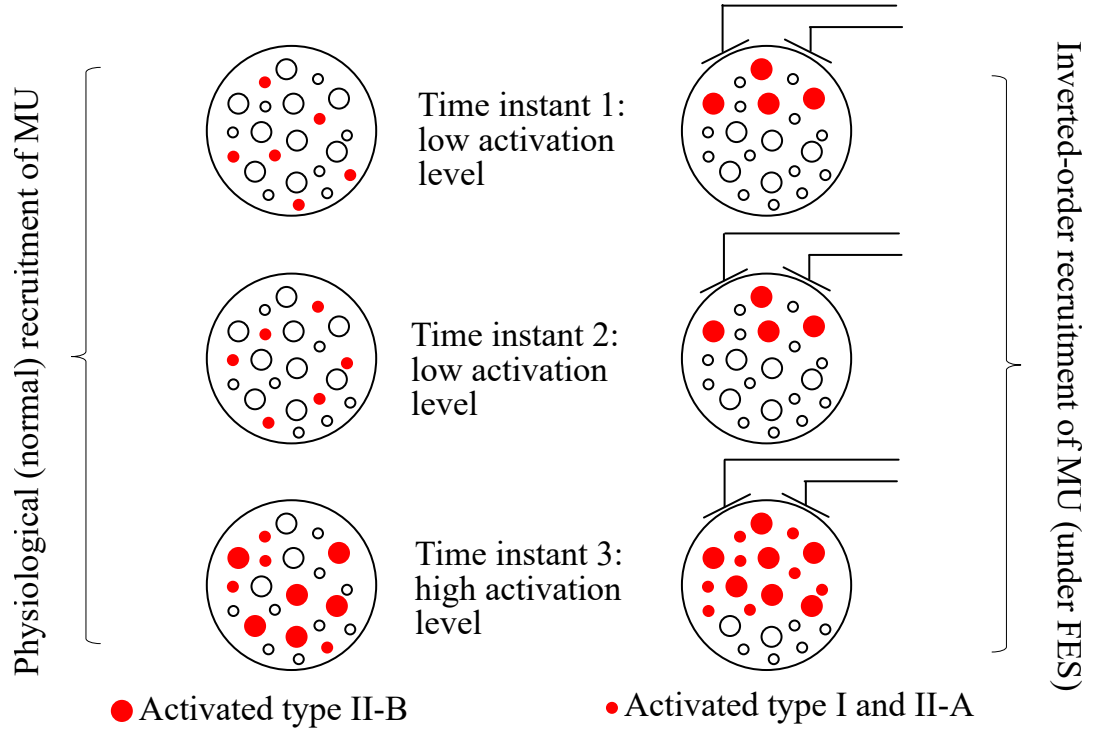 Physiological (normal) recruitment of MU
Time instant 1:
low activation
level
Time instant 2:
low activation
level
Time instant 3:
high activation
level
Inverted-order recruitment of MU (under FES)
Activated type II-B
Activated type I and II-A